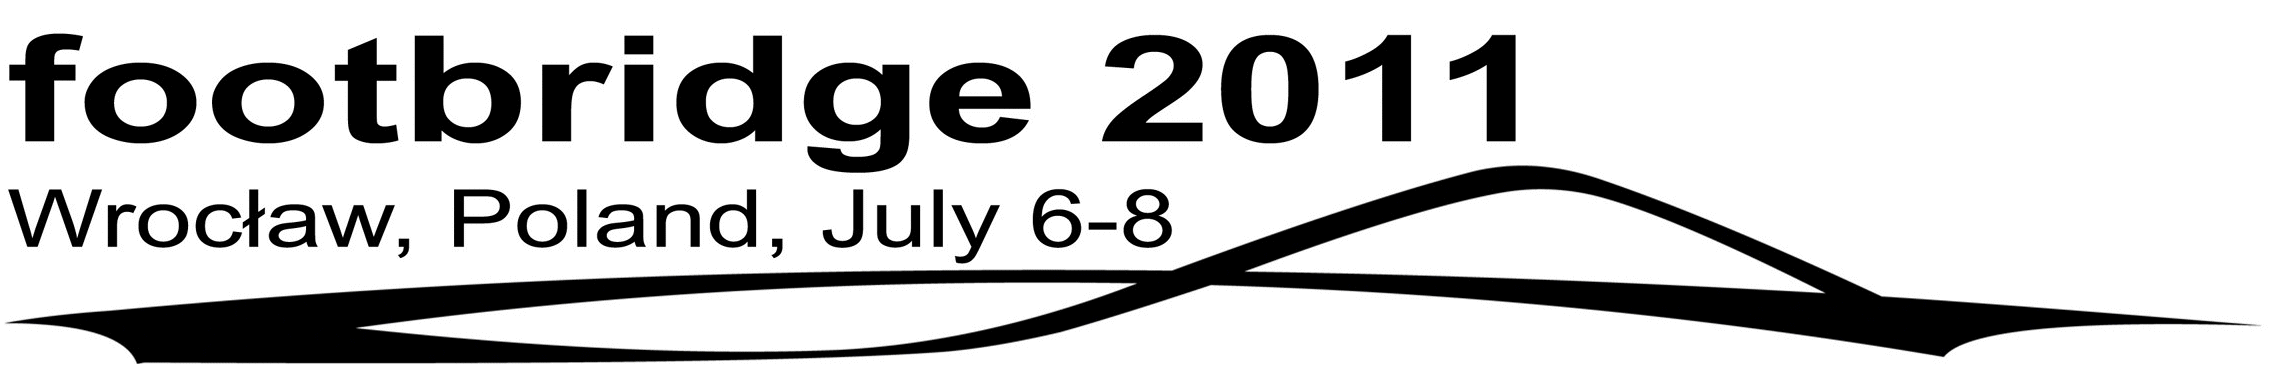 footbridge 2011
Wrocław, Poland, July 6-8